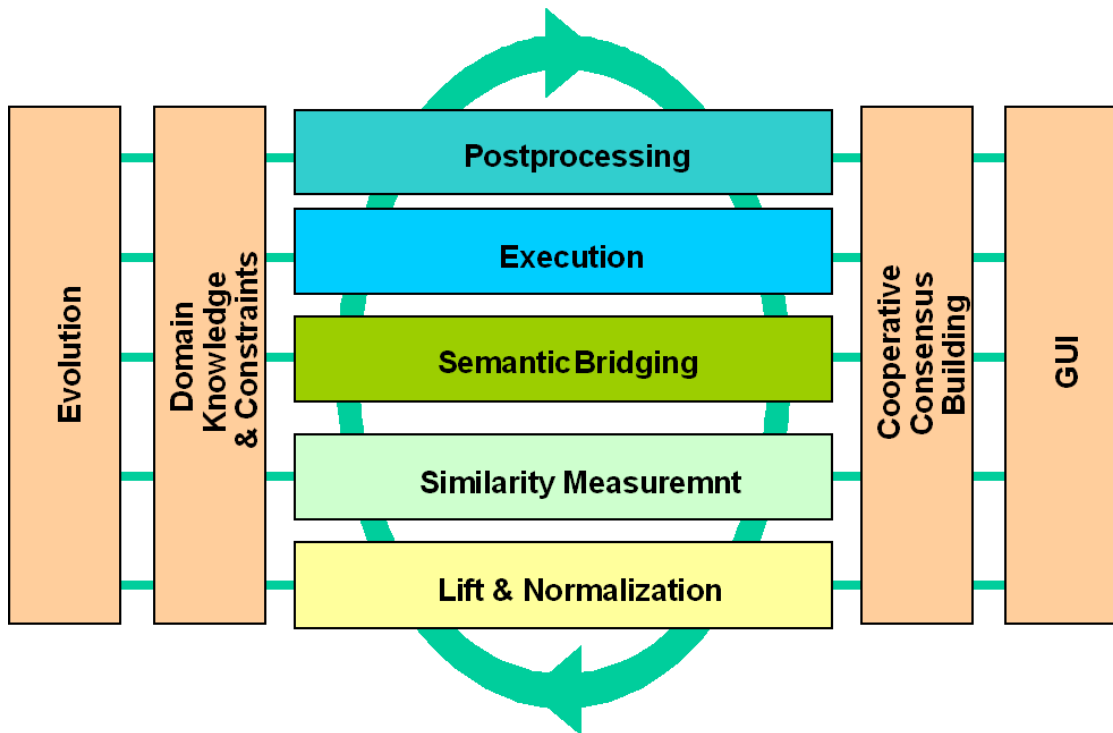 Evolution
Domain
Knowledge
& Constraints
Postprocessing
Execution
Semantic Bridging
Similarity Measuremnt
Lift & Normalization
Cooperative
Consensus
Building
GUI